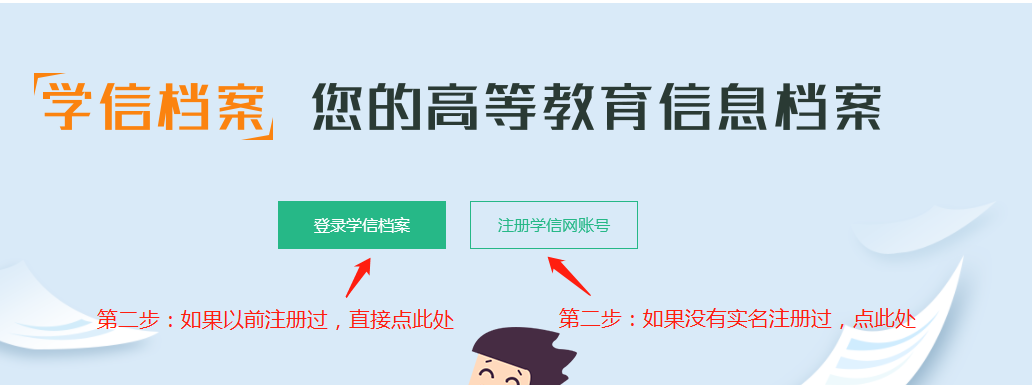 学信档案 您的高等教育信息档案
登录学信档案 注册学信网账号
第二步：如果以前注册过，直接点此处
第二步：如果没有实名注册过，点此处